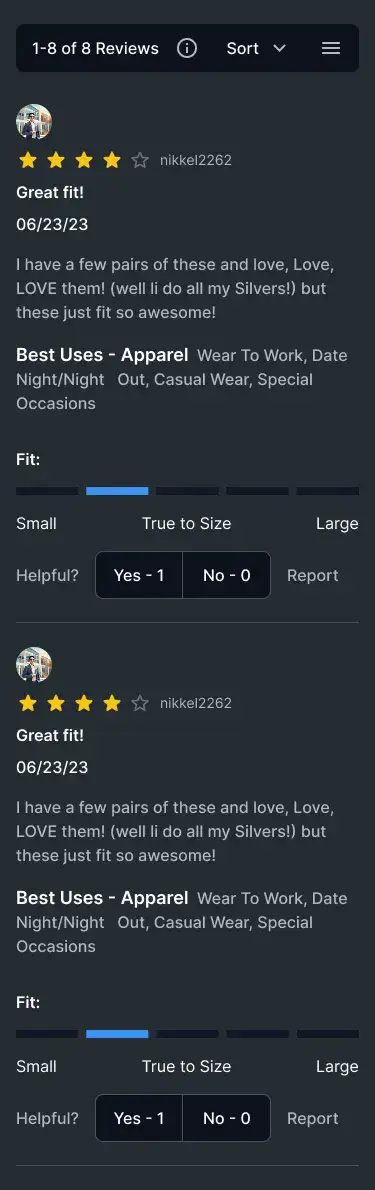 1-8 of 8 Reviews Sort
nikkel2262
Great fit!
06/23/23
I have a few pairs of these and love, Love,
LOVE them! (well li do all my Silvers!) but
these just fit so awesome!
Best Uses - Apparel Wear To Work, Date
Night/Night Out, Casual Wear, Special
Occasions
Fit:
Small True to Size Large
Helpful? Yes - 1 No - 0 Report
nikkel2262
Great fit!
06/23/23
I have a few pairs of these and love, Love,
LOVE them! (well li do all my Silvers!) but
these just fit so awesome!
Best Uses - Apparel Wear To Work, Date
Night/Night Out, Casual Wear, Special
Occasions
Fit:
Small True to Size Large
Helpful? Yes - 1 No - 0 Report